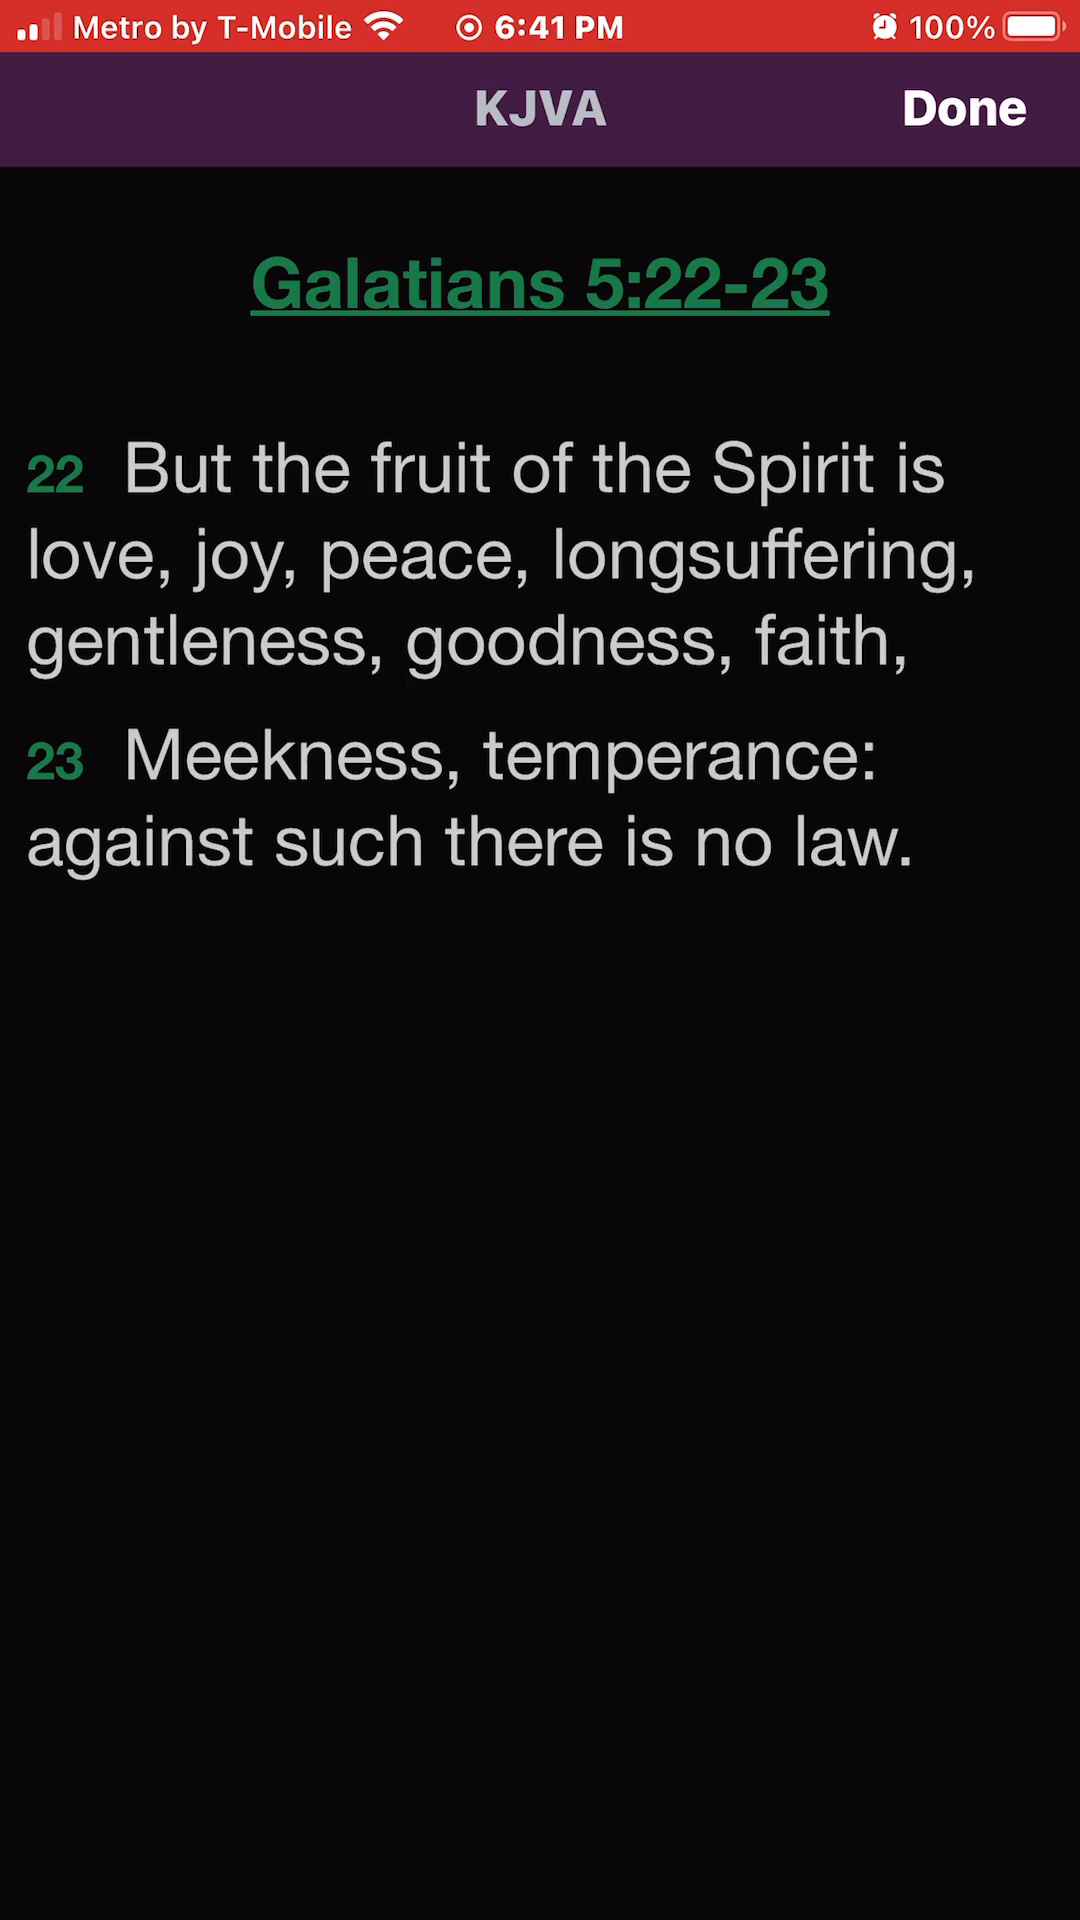 Metro by T-Mobile 6:41 PM 100%
KJVA Done
Galatians 5:22-23
22 But the fruit of the Spirit is
love, joy, peace, longsuffering,
gentleness, goodness, faith,
23 Meekness, temperance:
against such there is no law.